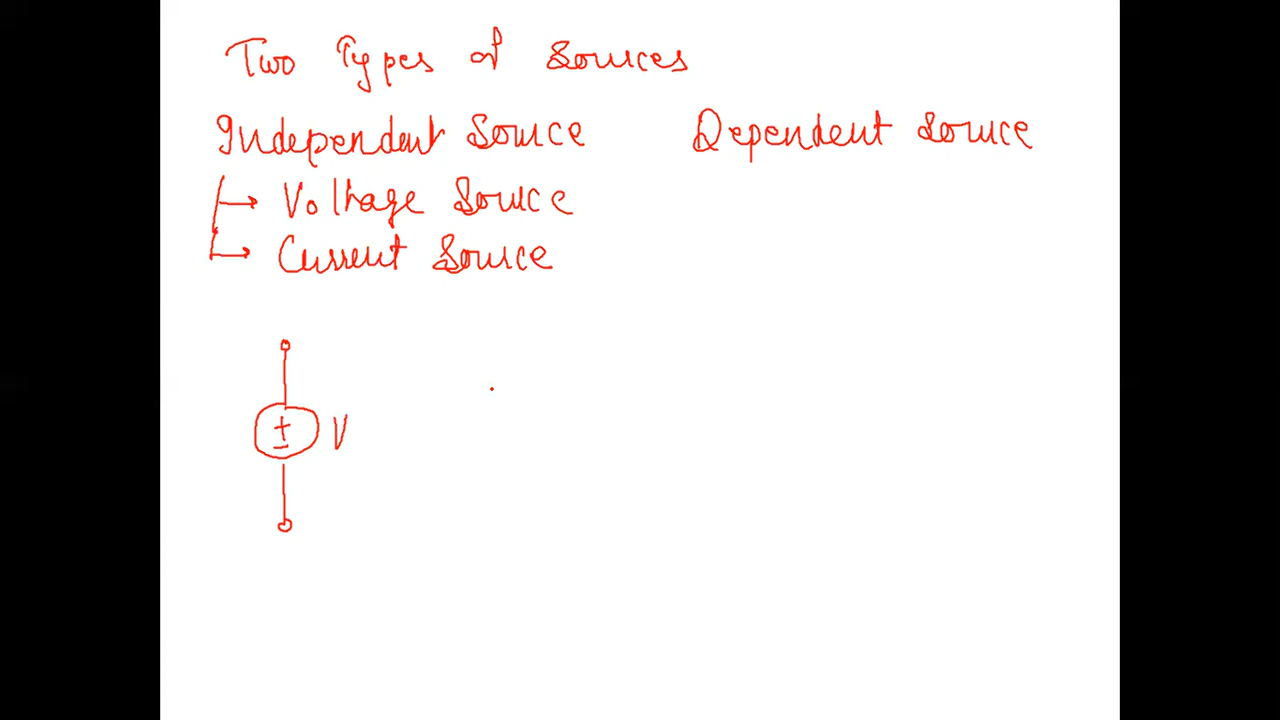 Two Types of Sources
Independent Source Dependent Source
→ Voltage Source
→ Current Source
± V